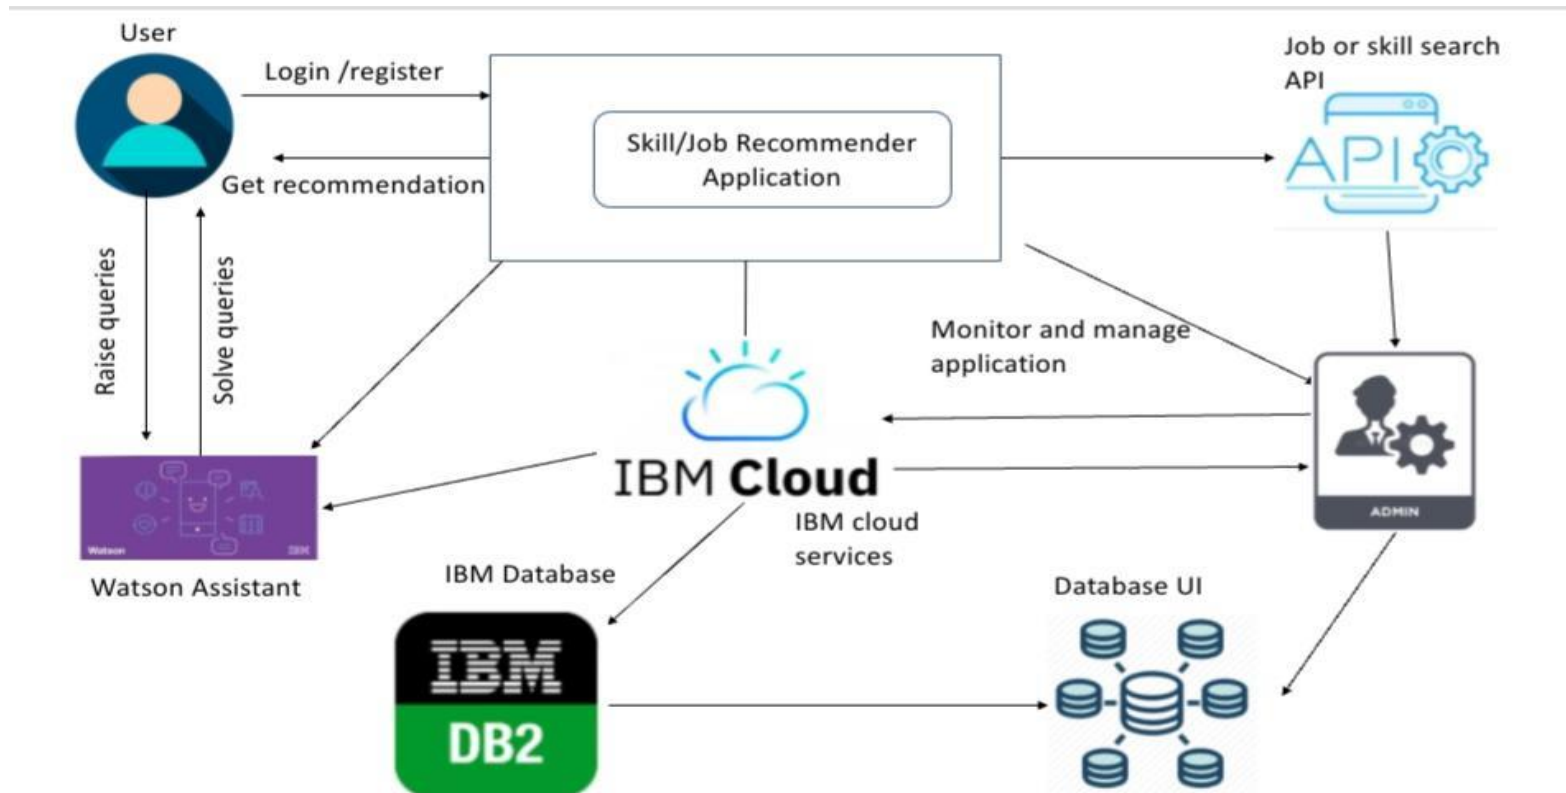 User
Login /register
Get recommendation
Skill/Job Recommender
Application
Job or skill search
API
API
Raise queries
Solve queries
Monitor and manage
application
IBM Cloud
IBM cloud
services
ADMIN
Watson
IBM
Watson Assistant
IBM Database
IBM
DB2
Database UI